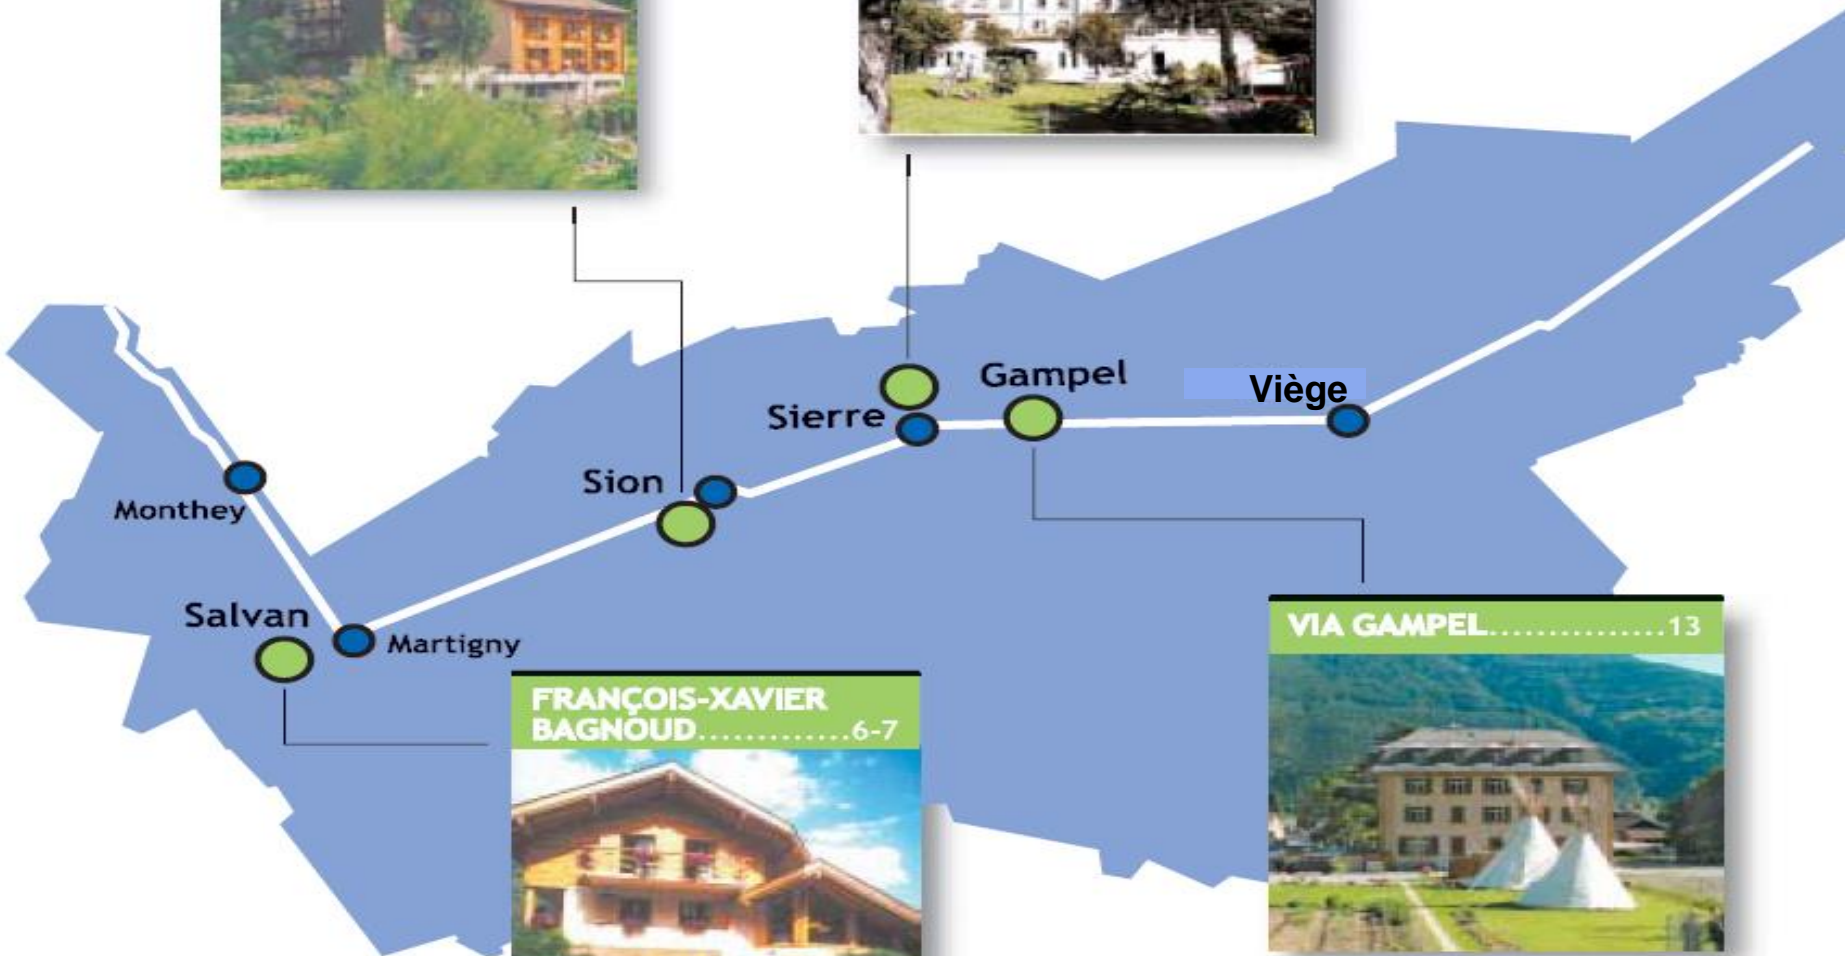 Gampel
Viège
Sierre
Sion
Monthey
Salvan
Martigny
VIA GAMPEL...............13
FRANÇOIS-XAVIER
BAGNOUD.............6-7